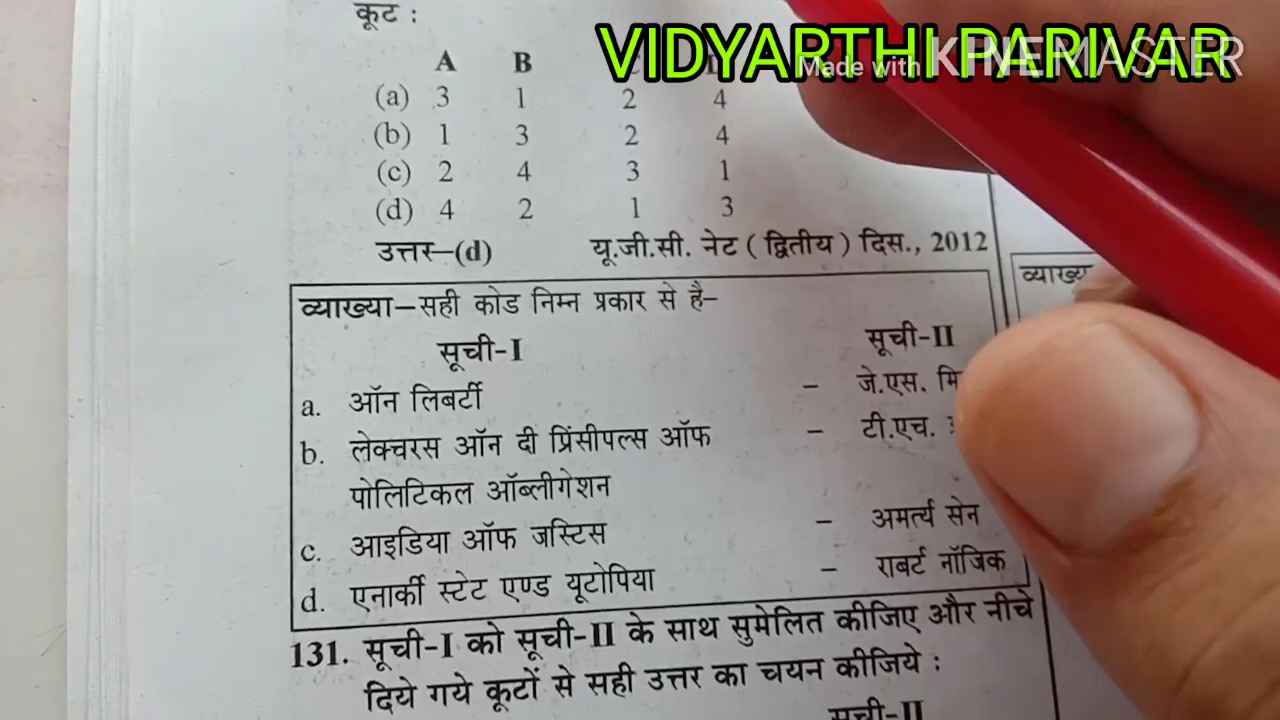 कूट :
VIDYARTHI PARIVAR
Made with KINEMASTER
A B
(a) 3 1 2 4
(b) 1 3 2 4
(c) 2 4 3 1
(d) 4 2 1 3
उत्तर–(d) यू.जी.सी. नेट ( द्वितीय ) दिस., 2012
व्याख्या–सही कोड निम्न प्रकार से है–
सूची-I सूची-II
a. ऑन लिबर्टी – जे.एस.
b. लेक्चरस ऑन दी प्रिंसीपल्स ऑफ – टी.एच.
पोलिटिकल ऑब्लीगेशन
c. आइडिया ऑफ जस्टिस – अमर्त्य सेन
d. एनार्की स्टेट एण्ड यूटोपिया – राबर्ट नॉजिक
131. सूची-I को सूची-II के साथ सुमेलित कीजिए और नीचे
दिये गये कूटों से सही उत्तर का चयन कीजिये :
सूची-II